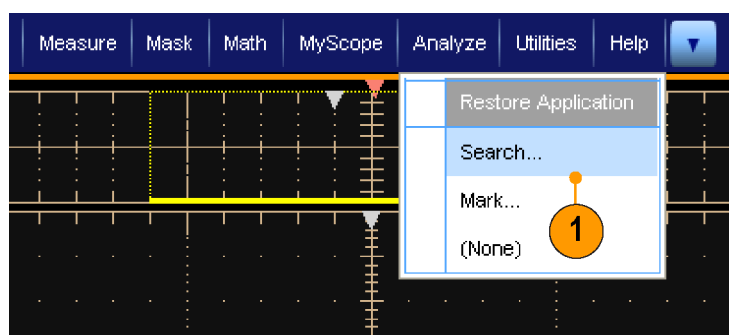 Measure Mask Math MyScope Analyze Utilities Help
Restore Application
Search...
Mark...
1
(None)